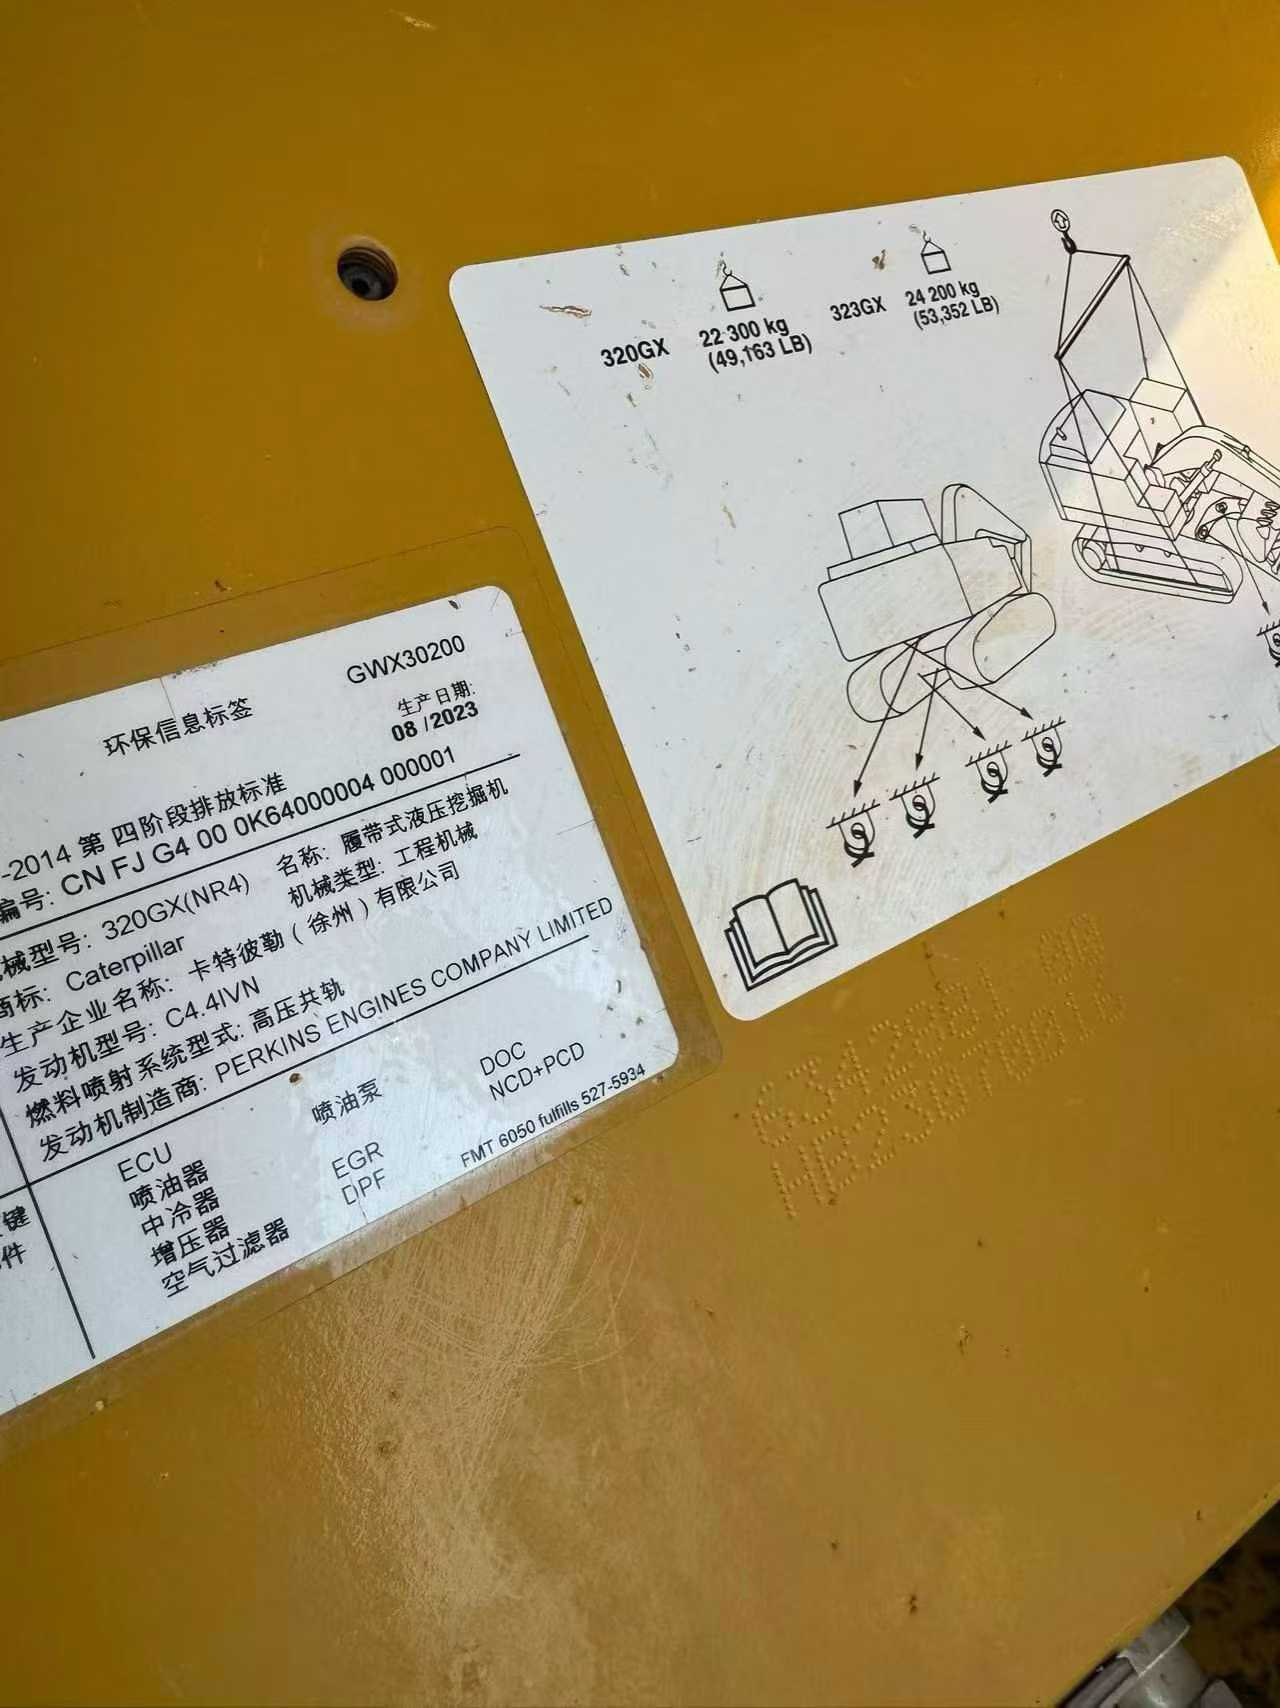 320GX
22 300 kg
(49,163 LB)
323GX
24 200 kg
(53,352 LB)
GWX30200
环保信息标签
生产日期:
08 /2023
-2014 第 四阶段排放标准
编号: CN FJ G4 00 0K64000004 000001
械型号: 320GX(NR4) 名称: 履带式液压挖掘机
商标: Caterpillar 机械类型: 工程机械
生产企业名称: 卡特彼勒（徐州）有限公司
发动机型号: C4.4IVN
燃料喷射系统型式: 高压共轨
发动机制造商: PERKINS ENGINES COMPANY LIMITED
键
件
ECU 喷油泵 DOC
喷油器 NCD+PCD
中冷器 EGR
增压器 DPF
空气过滤器
FMT 6050 fulfills 527-5934